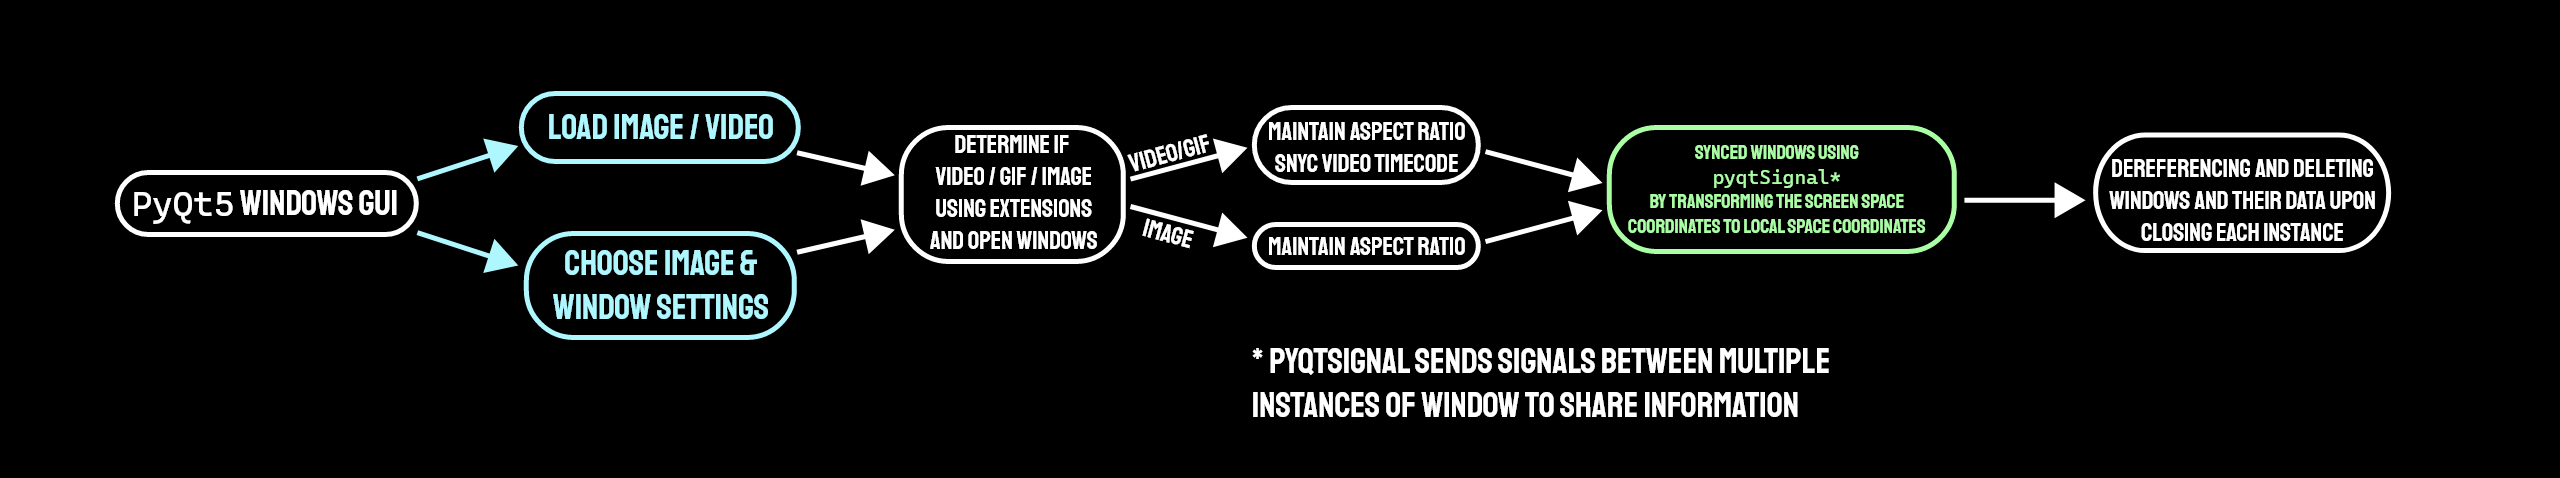 PyQt5 WINDOWS GUI
LOAD IMAGE / VIDEO
CHOOSE IMAGE &
WINDOW SETTINGS
DETERMINE IF
VIDEO / GIF / IMAGE
USING EXTENSIONS
AND OPEN WINDOWS
VIDEO/GIF
IMAGE
MAINTAIN ASPECT RATIO
SNYC VIDEO TIMECODE
MAINTAIN ASPECT RATIO
SYNCED WINDOWS USING
pyqtSignal*
BY TRANSFORMING THE SCREEN SPACE
COORDINATES TO LOCAL SPACE COORDINATES
DEREFERENCING AND DELETING
WINDOWS AND THEIR DATA UPON
CLOSING EACH INSTANCE
* PYQTSIGNAL SENDS SIGNALS BETWEEN MULTIPLE
INSTANCES OF WINDOW TO SHARE INFORMATION